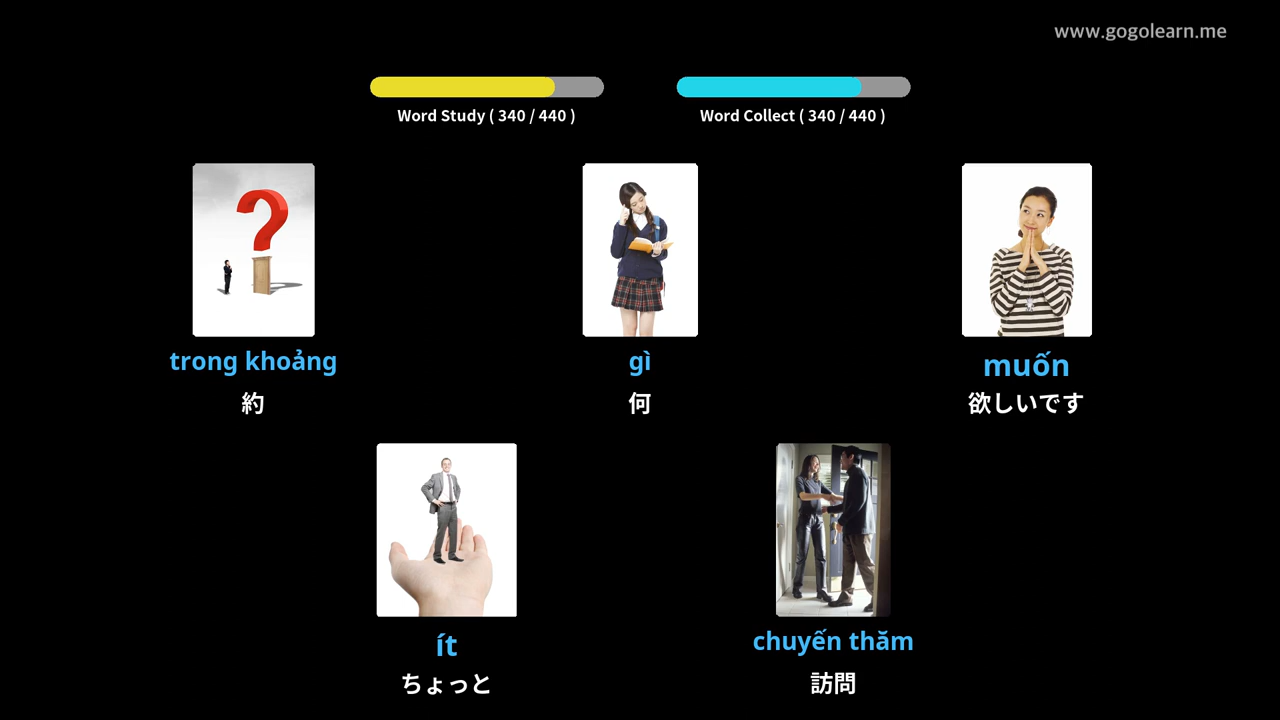 www.gogolearn.me
Word Study ( 340 / 440 )
Word Collect ( 340 / 440 )
trong khoảng
約
gì
何
muốn
欲しいです
ít
ちょっと
chuyến thăm
訪問